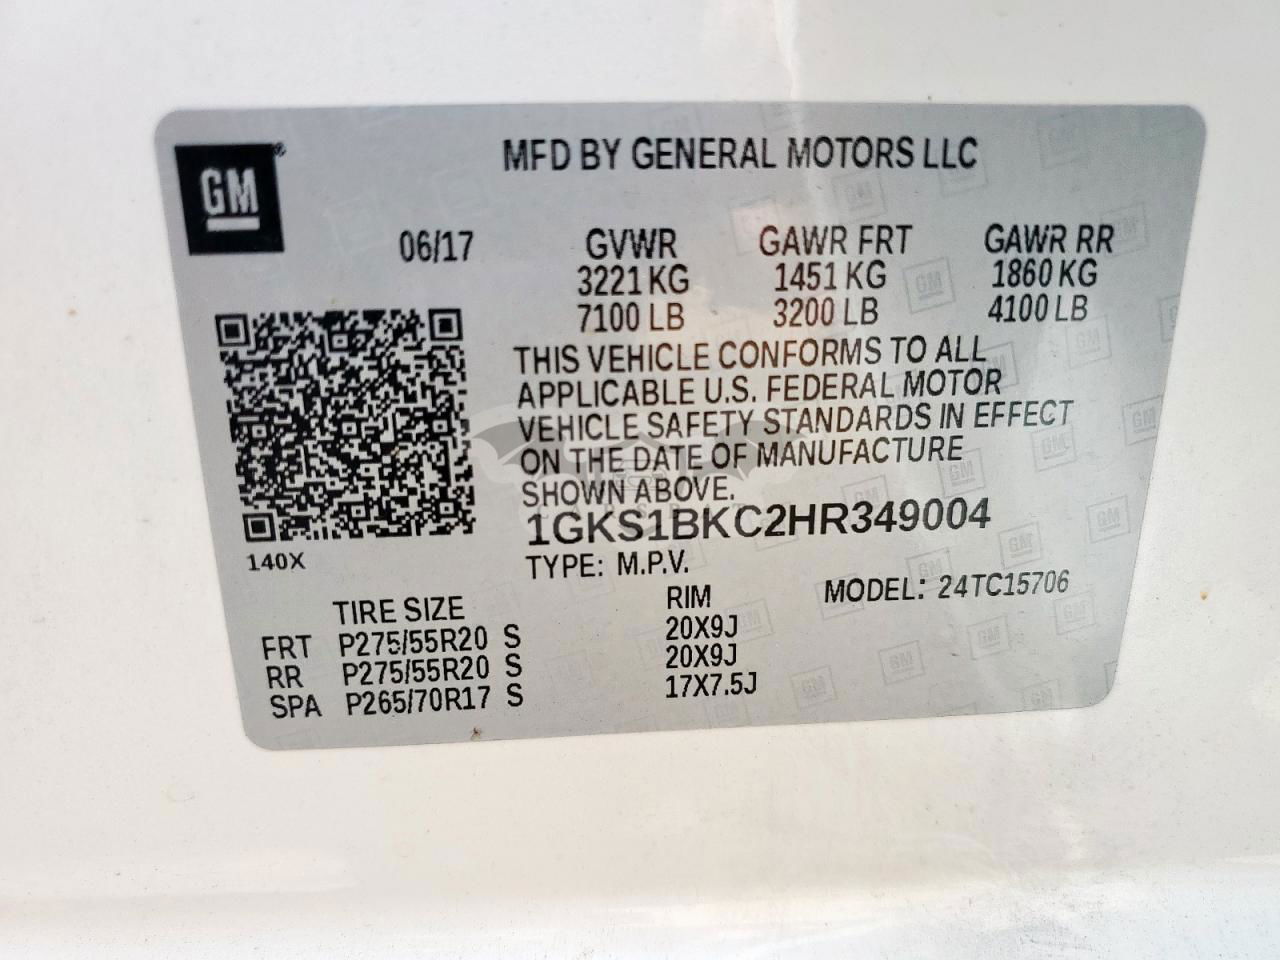 GM
MFD BY GENERAL MOTORS LLC
06/17 GVWR GAWR FRT GAWR RR
3221 KG 1451 KG 1860 KG
7100 LB 3200 LB 4100 LB
THIS VEHICLE CONFORMS TO ALL
APPLICABLE U.S. FEDERAL MOTOR
VEHICLE SAFETY STANDARDS IN EFFECT
ON THE DATE OF MANUFACTURE
SHOWN ABOVE.
1GKS1BKC2HR349004
140X
TYPE: M.P.V.
MODEL: 24TC15706
TIRE SIZE RIM
FRT P275/55R20 S 20X9J
RR P275/55R20 S 20X9J
SPA P265/70R17 S 17X7.5J